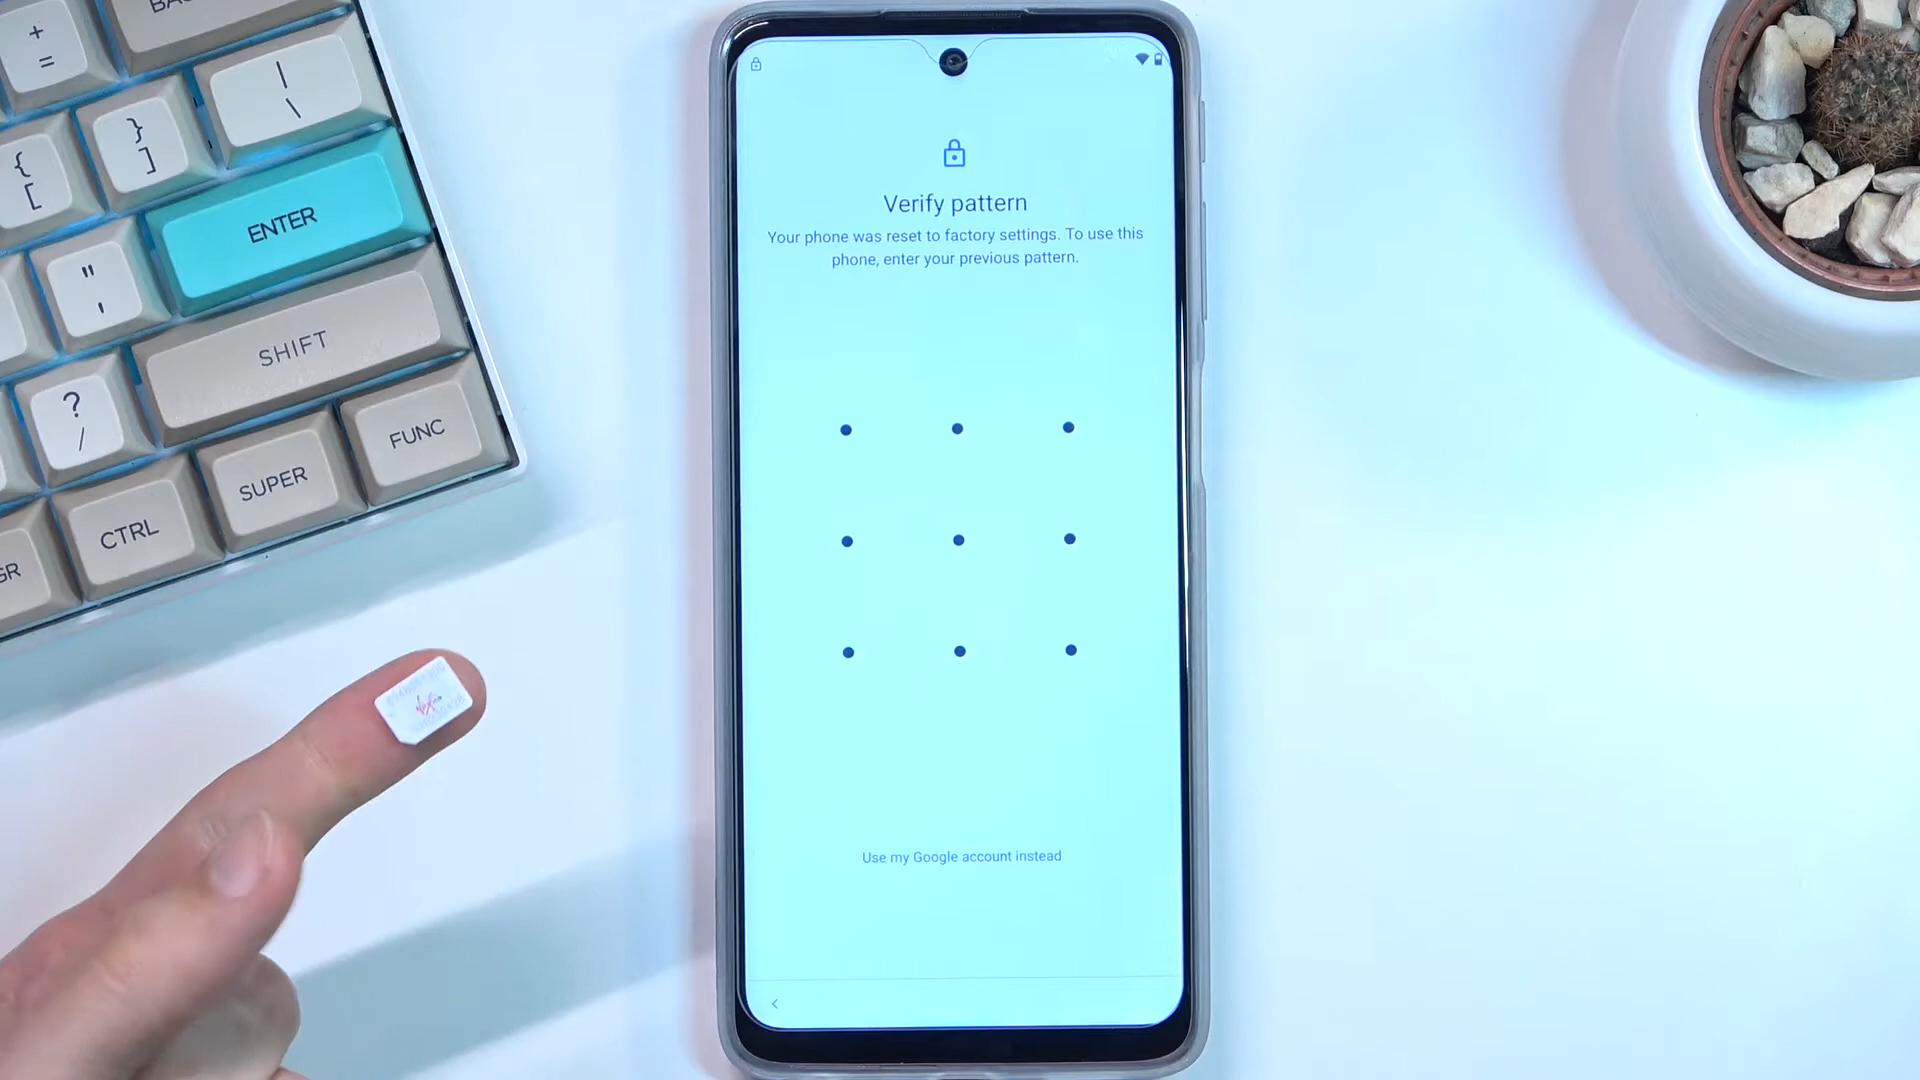 +
=
|
\
}
]
{
[
ENTER
"
'
SHIFT
?
/
FUNC
SUPER
CTRL
GR
Verify pattern
Your phone was reset to factory settings. To use this
phone, enter your previous pattern.
Use my Google account instead